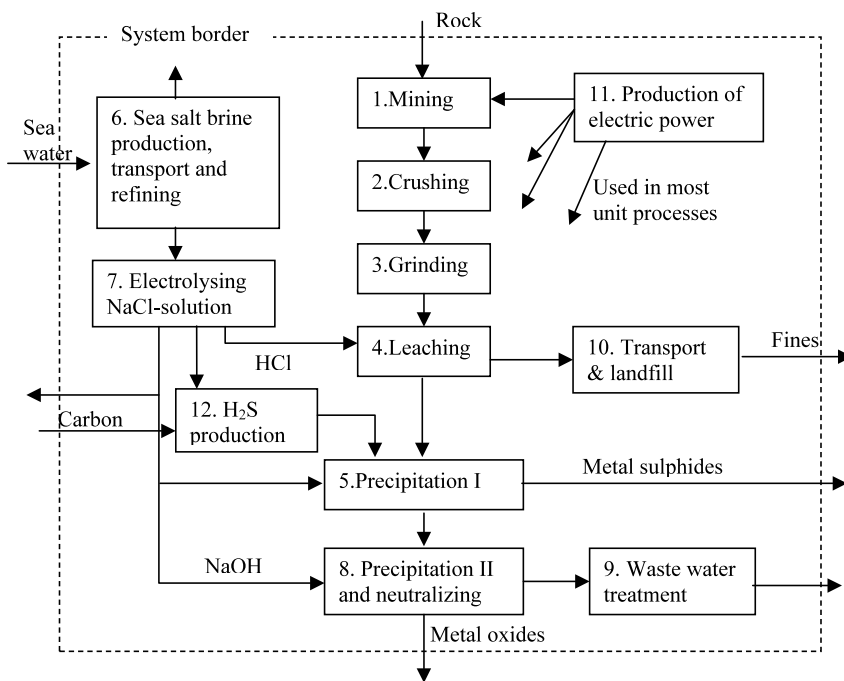 Rock
System border
1.Mining
11. Production of
electric power
6. Sea salt brine
production,
transport and
refining
Sea
water
2.Crushing
Used in most
unit processes
3.Grinding
7. Electrolysing
NaCl-solution
4.Leaching
HCl
10. Transport
& landfill
Fines
Carbon
12. H₂S
production
5.Precipitation I
Metal sulphides
NaOH
8. Precipitation II
and neutralizing
9. Waste water
treatment
Metal oxides